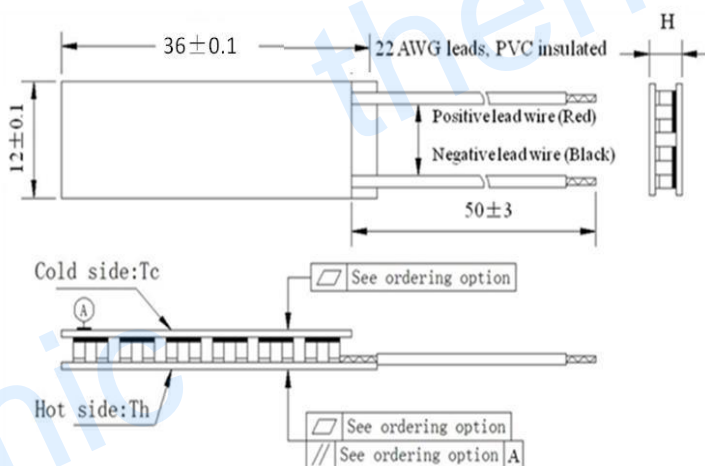 36±0.1
22 AWG leads, PVC insulated
H
12±0.1
Positive lead wire (Red)
Negative lead wire (Black)
50±3
Cold side:Tc
See ordering option
A
Hot side:Th
See ordering option
See ordering option A